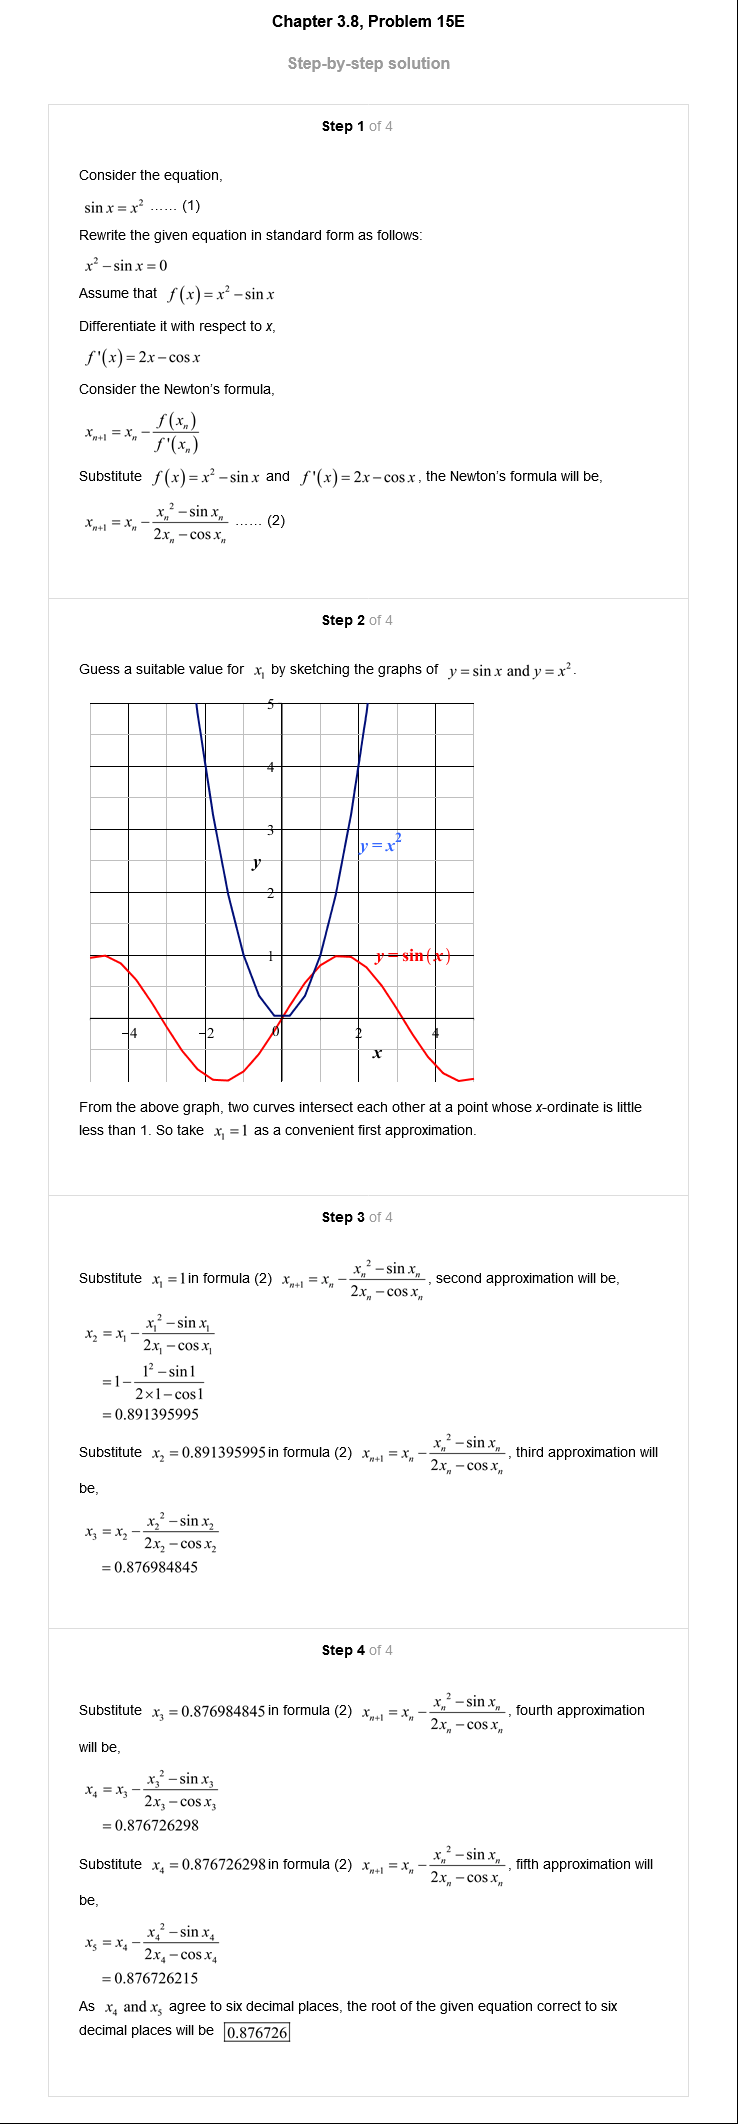 Chapter 3.8, Problem 15E
Step-by-step solution
Step 1 of 4
Consider the equation,
sin x = x² …… (1)
Rewrite the given equation in standard form as follows:
x² − sin x = 0
Assume that f(x) = x² − sin x
Differentiate it with respect to x,
f'(x) = 2x − cos x
Consider the Newton's formula,
xₙ₊₁ = xₙ − f(xₙ)/f'(xₙ)
Substitute f(x) = x² − sin x and f'(x) = 2x − cos x, the Newton's formula will be,
xₙ₊₁ = xₙ − (xₙ² − sin xₙ)/(2xₙ − cos xₙ) …… (2)
Step 2 of 4
Guess a suitable value for x₁ by sketching the graphs of y = sin x and y = x².
5
4
3
y = x²
y
2
1
y = sin(x)
−4 −2 0 2 4
x
From the above graph, two curves intersect each other at a point whose x-ordinate is little
less than 1. So take x₁ = 1 as a convenient first approximation.
Step 3 of 4
Substitute x₁ = 1 in formula (2) xₙ₊₁ = xₙ − (xₙ² − sin xₙ)/(2xₙ − cos xₙ), second approximation will be,
x₂ = x₁ − (x₁² − sin x₁)/(2x₁ − cos x₁)
= 1 − (1² − sin 1)/(2×1 − cos 1)
= 0.891395995
Substitute x₂ = 0.891395995 in formula (2) xₙ₊₁ = xₙ − (xₙ² − sin xₙ)/(2xₙ − cos xₙ), third approximation will
be,
x₃ = x₂ − (x₂² − sin x₂)/(2x₂ − cos x₂)
= 0.876984845
Step 4 of 4
Substitute x₃ = 0.876984845 in formula (2) xₙ₊₁ = xₙ − (xₙ² − sin xₙ)/(2xₙ − cos xₙ), fourth approximation
will be,
x₄ = x₃ − (x₃² − sin x₃)/(2x₃ − cos x₃)
= 0.876726298
Substitute x₄ = 0.876726298 in formula (2) xₙ₊₁ = xₙ − (xₙ² − sin xₙ)/(2xₙ − cos xₙ), fifth approximation will
be,
x₅ = x₄ − (x₄² − sin x₄)/(2x₄ − cos x₄)
= 0.876726215
As x₄ and x₅ agree to six decimal places, the root of the given equation correct to six
decimal places will be 0.876726